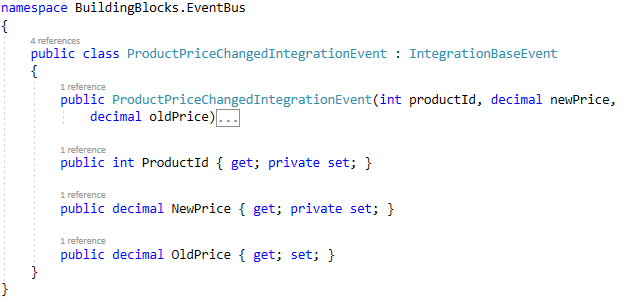 namespace BuildingBlocks.EventBus
{
4 references
public class ProductPriceChangedIntegrationEvent : IntegrationBaseEvent
{
1 reference
public ProductPriceChangedIntegrationEvent(int productId, decimal newPrice,
decimal oldPrice)...
1 reference
public int ProductId { get; private set; }
1 reference
public decimal NewPrice { get; private set; }
1 reference
public decimal OldPrice { get; set; }
}
}